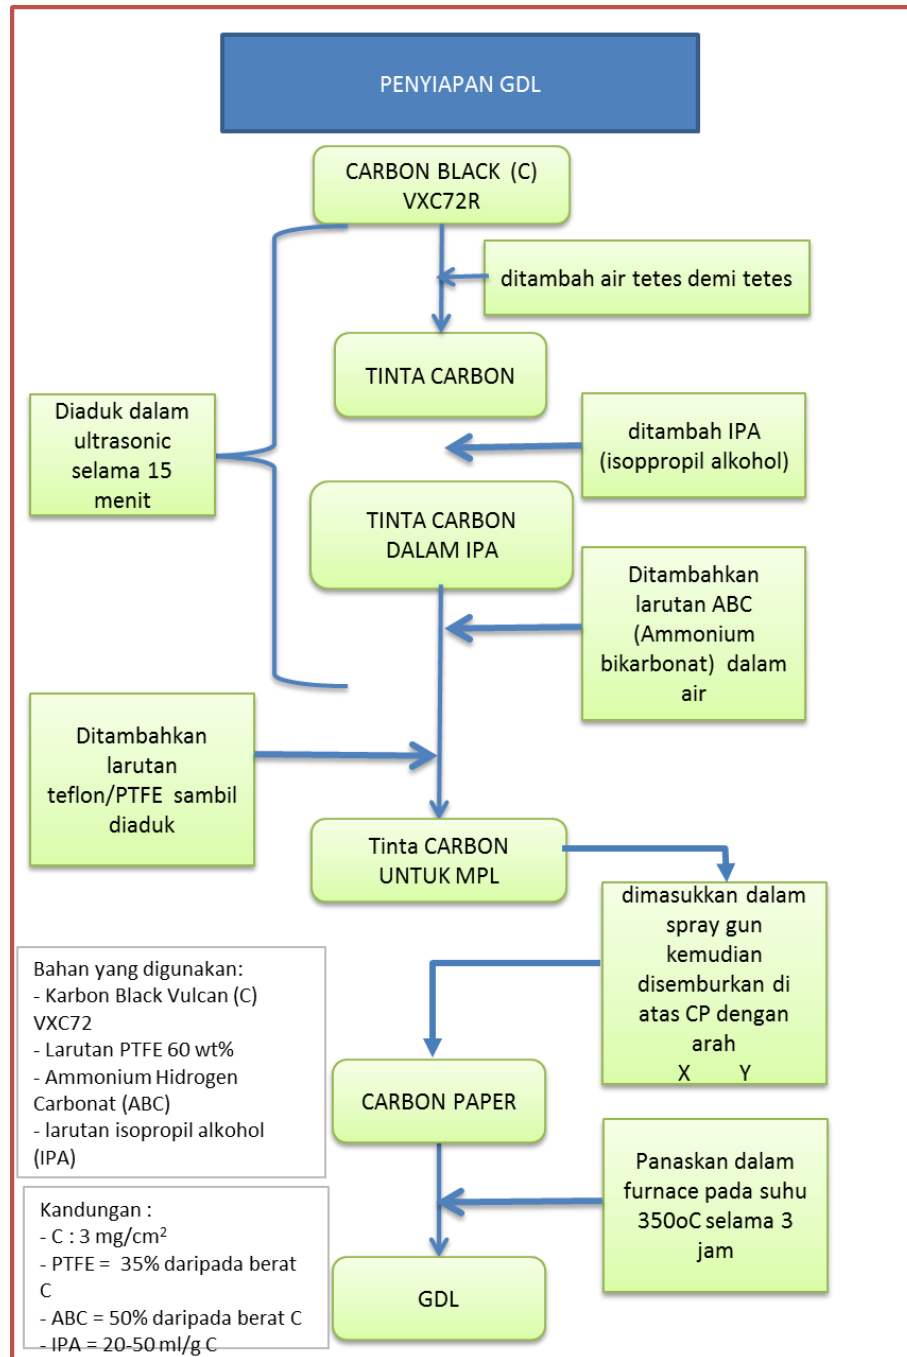 PENYIAPAN GDL
CARBON BLACK (C)
VXC72R
ditambah air tetes demi tetes
TINTA CARBON
Diaduk dalam
ultrasonic
selama 15
menit
ditambah IPA
(isoppropil alkohol)
TINTA CARBON
DALAM IPA
Ditambahkan
larutan ABC
(Ammonium
bikarbonat) dalam
air
Ditambahkan
larutan
teflon/PTFE sambil
diaduk
Tinta CARBON
UNTUK MPL
dimasukkan dalam
spray gun
kemudian
disemburkan di
atas CP dengan
arah
X Y
Bahan yang digunakan:
- Karbon Black Vulcan (C)
VXC72
- Larutan PTFE 60 wt%
- Ammonium Hidrogen
Carbonat (ABC)
- larutan isopropil alkohol
(IPA)
CARBON PAPER
Panaskan dalam
furnace pada suhu
350oC selama 3
jam
Kandungan :
- C : 3 mg/cm²
- PTFE = 35% daripada berat
C
- ABC = 50% daripada berat C
- IPA = 20-50 ml/g C
GDL